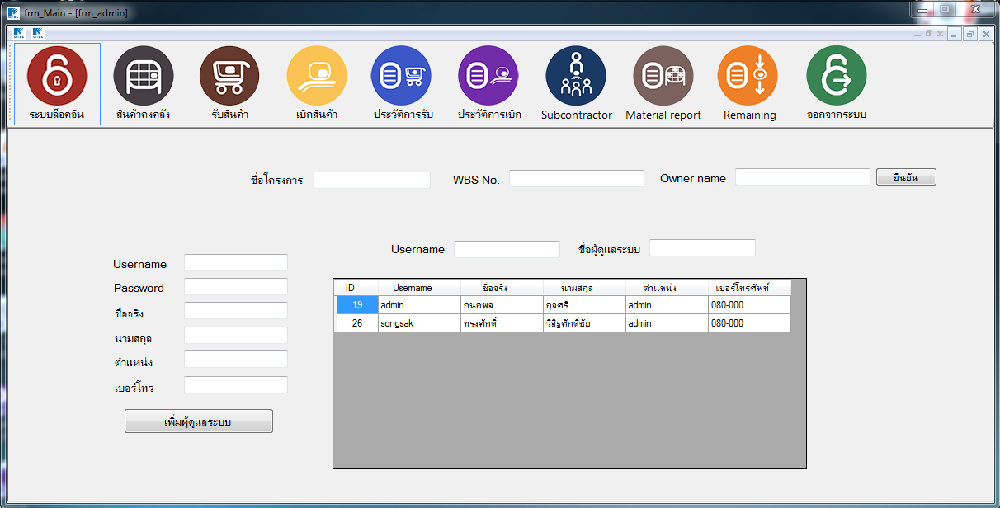 frm_Main - [frm_admin]
ระบบล็อคอิน สินค้าคงคลัง รับสินค้า เบิกสินค้า ประวัติการรับ ประวัติการเบิก Subcontractor Material report Remaining ออกจากระบบ
ชื่อโครงการ WBS No. Owner name ยืนยัน
Username ชื่อผู้ดูแลระบบ
Username
Password
ชื่อจริง
นามสกุล
ตำแหน่ง
เบอร์โทร
เพิ่มผู้ดูแลระบบ
ID Username ชื่อจริง นามสกุล ตำแหน่ง เบอร์โทรศัพท์
19 admin กนกพล กุลศรี admin 080-000
26 songsak ทรงศักดิ์ วิสิฐศักดิ์ชัย admin 080-000